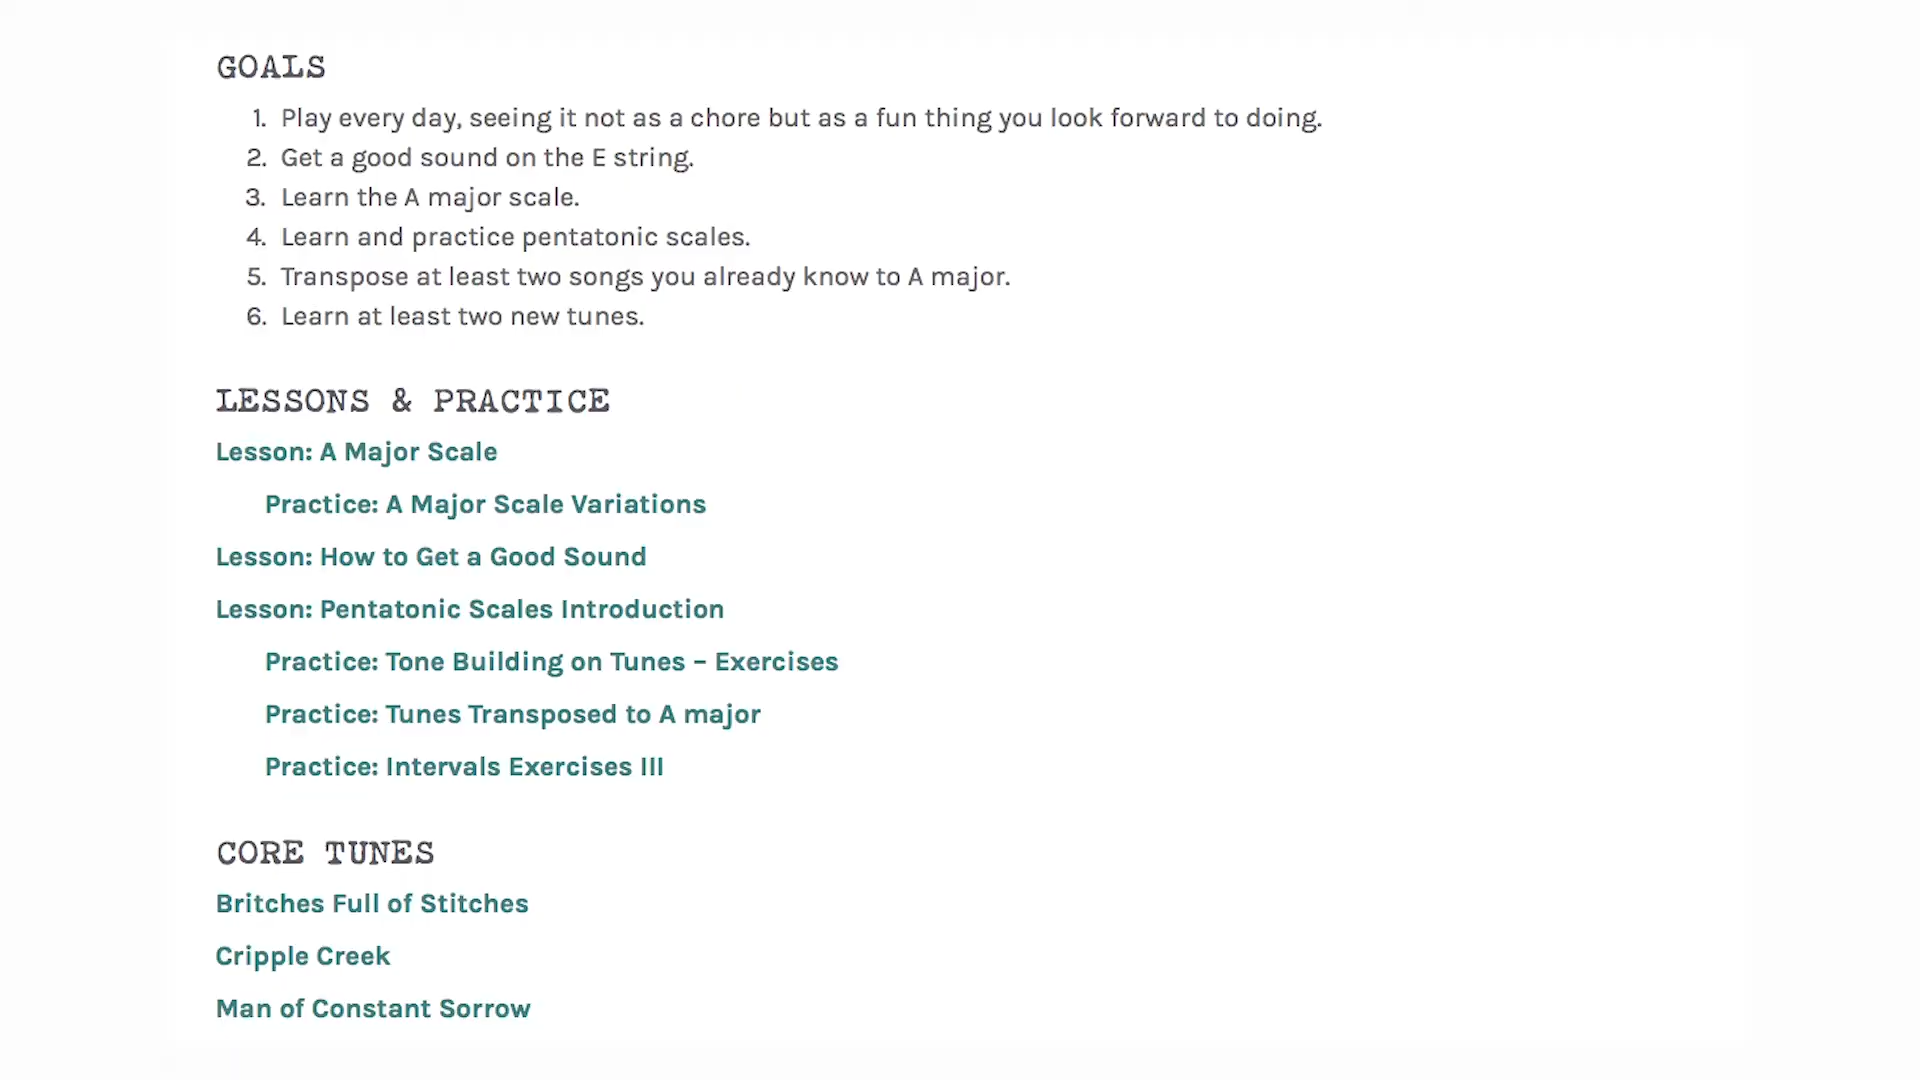 GOALS
1. Play every day, seeing it not as a chore but as a fun thing you look forward to doing.
2. Get a good sound on the E string.
3. Learn the A major scale.
4. Learn and practice pentatonic scales.
5. Transpose at least two songs you already know to A major.
6. Learn at least two new tunes.
LESSONS & PRACTICE
Lesson: A Major Scale
Practice: A Major Scale Variations
Lesson: How to Get a Good Sound
Lesson: Pentatonic Scales Introduction
Practice: Tone Building on Tunes – Exercises
Practice: Tunes Transposed to A major
Practice: Intervals Exercises III
CORE TUNES
Britches Full of Stitches
Cripple Creek
Man of Constant Sorrow